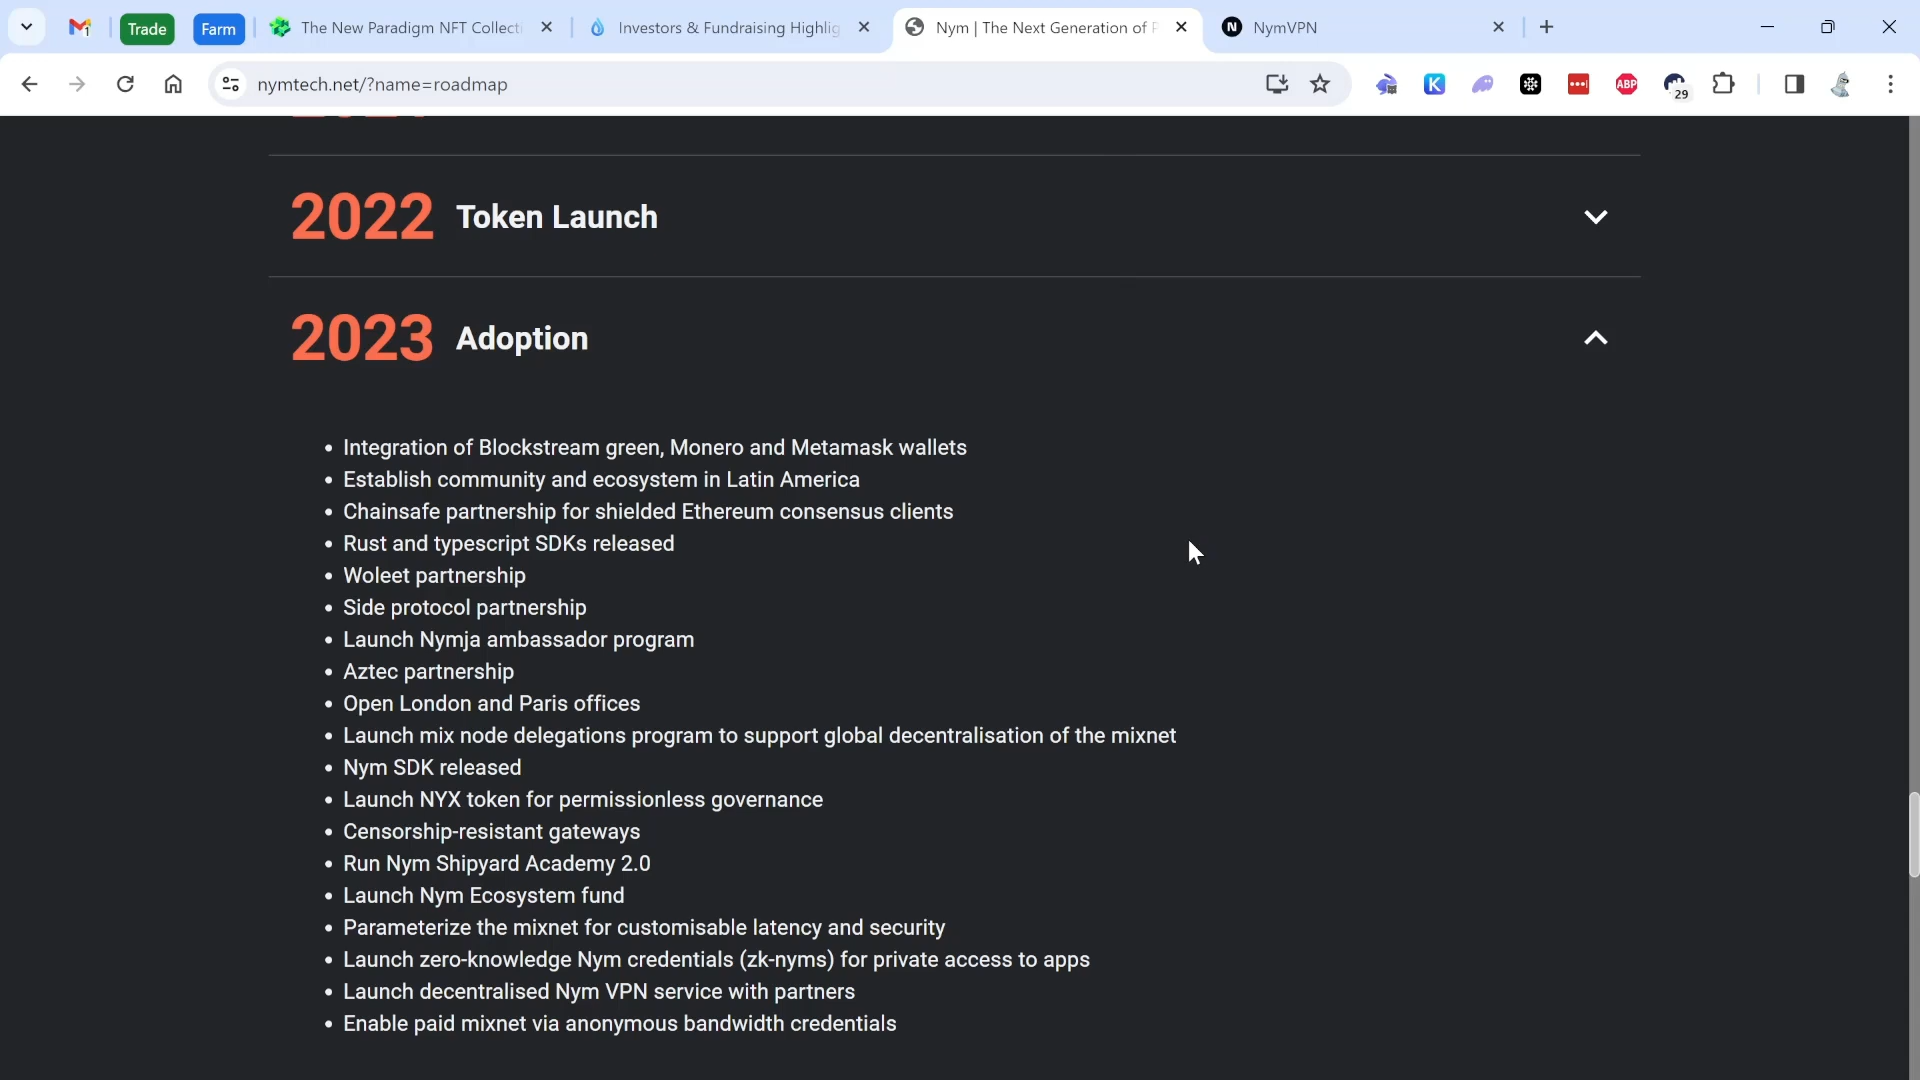 Trade
Farm
The New Paradigm NFT Collecti
Investors & Fundraising Highlig
Nym | The Next Generation of P
NymVPN
nymtech.net/?name=roadmap
K
ABP
29
2022 Token Launch
2023 Adoption
• Integration of Blockstream green, Monero and Metamask wallets
• Establish community and ecosystem in Latin America
• Chainsafe partnership for shielded Ethereum consensus clients
• Rust and typescript SDKs released
• Woleet partnership
• Side protocol partnership
• Launch Nymja ambassador program
• Aztec partnership
• Open London and Paris offices
• Launch mix node delegations program to support global decentralisation of the mixnet
• Nym SDK released
• Launch NYX token for permissionless governance
• Censorship-resistant gateways
• Run Nym Shipyard Academy 2.0
• Launch Nym Ecosystem fund
• Parameterize the mixnet for customisable latency and security
• Launch zero-knowledge Nym credentials (zk-nyms) for private access to apps
• Launch decentralised Nym VPN service with partners
• Enable paid mixnet via anonymous bandwidth credentials